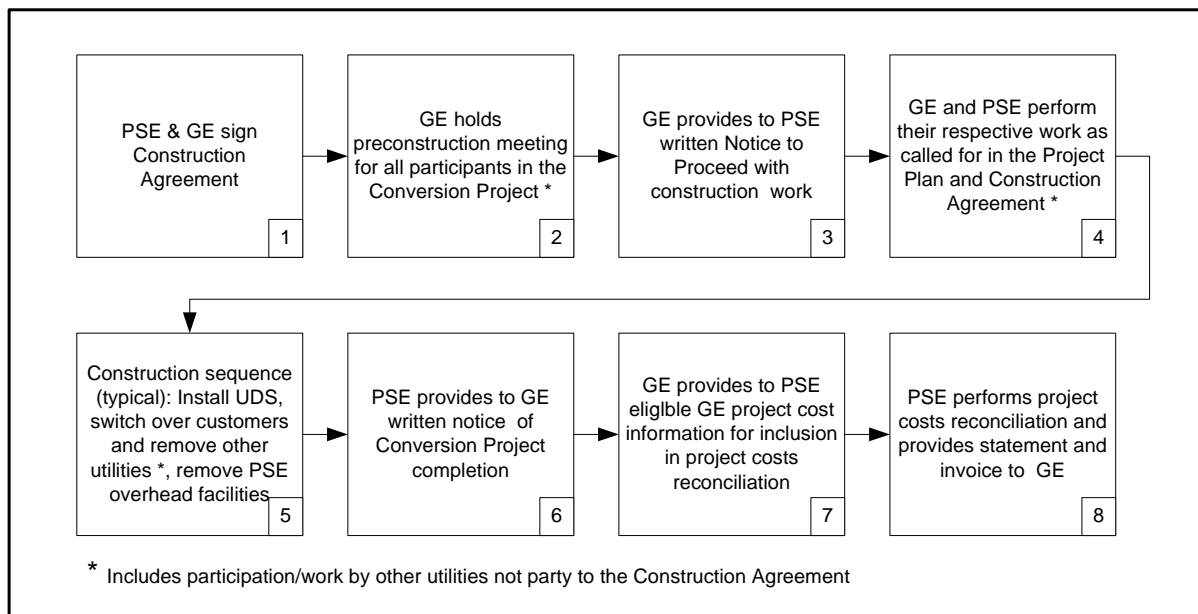 PSE & GE sign
Construction
Agreement
1
GE holds
preconstruction meeting
for all participants in the
Conversion Project *
2
GE provides to PSE
written Notice to
Proceed with
construction work
3
GE and PSE perform
their respective work as
called for in the Project
Plan and Construction
Agreement *
4
Construction sequence
(typical): Install UDS,
switch over customers
and remove other
utilities *, remove PSE
overhead facilities
5
PSE provides to GE
written notice of
Conversion Project
completion
6
GE provides to PSE
eliglble GE project cost
information for inclusion
in project costs
reconciliation
7
PSE performs project
costs reconciliation and
provides statement and
invoice to GE
8
* Includes participation/work by other utilities not party to the Construction Agreement